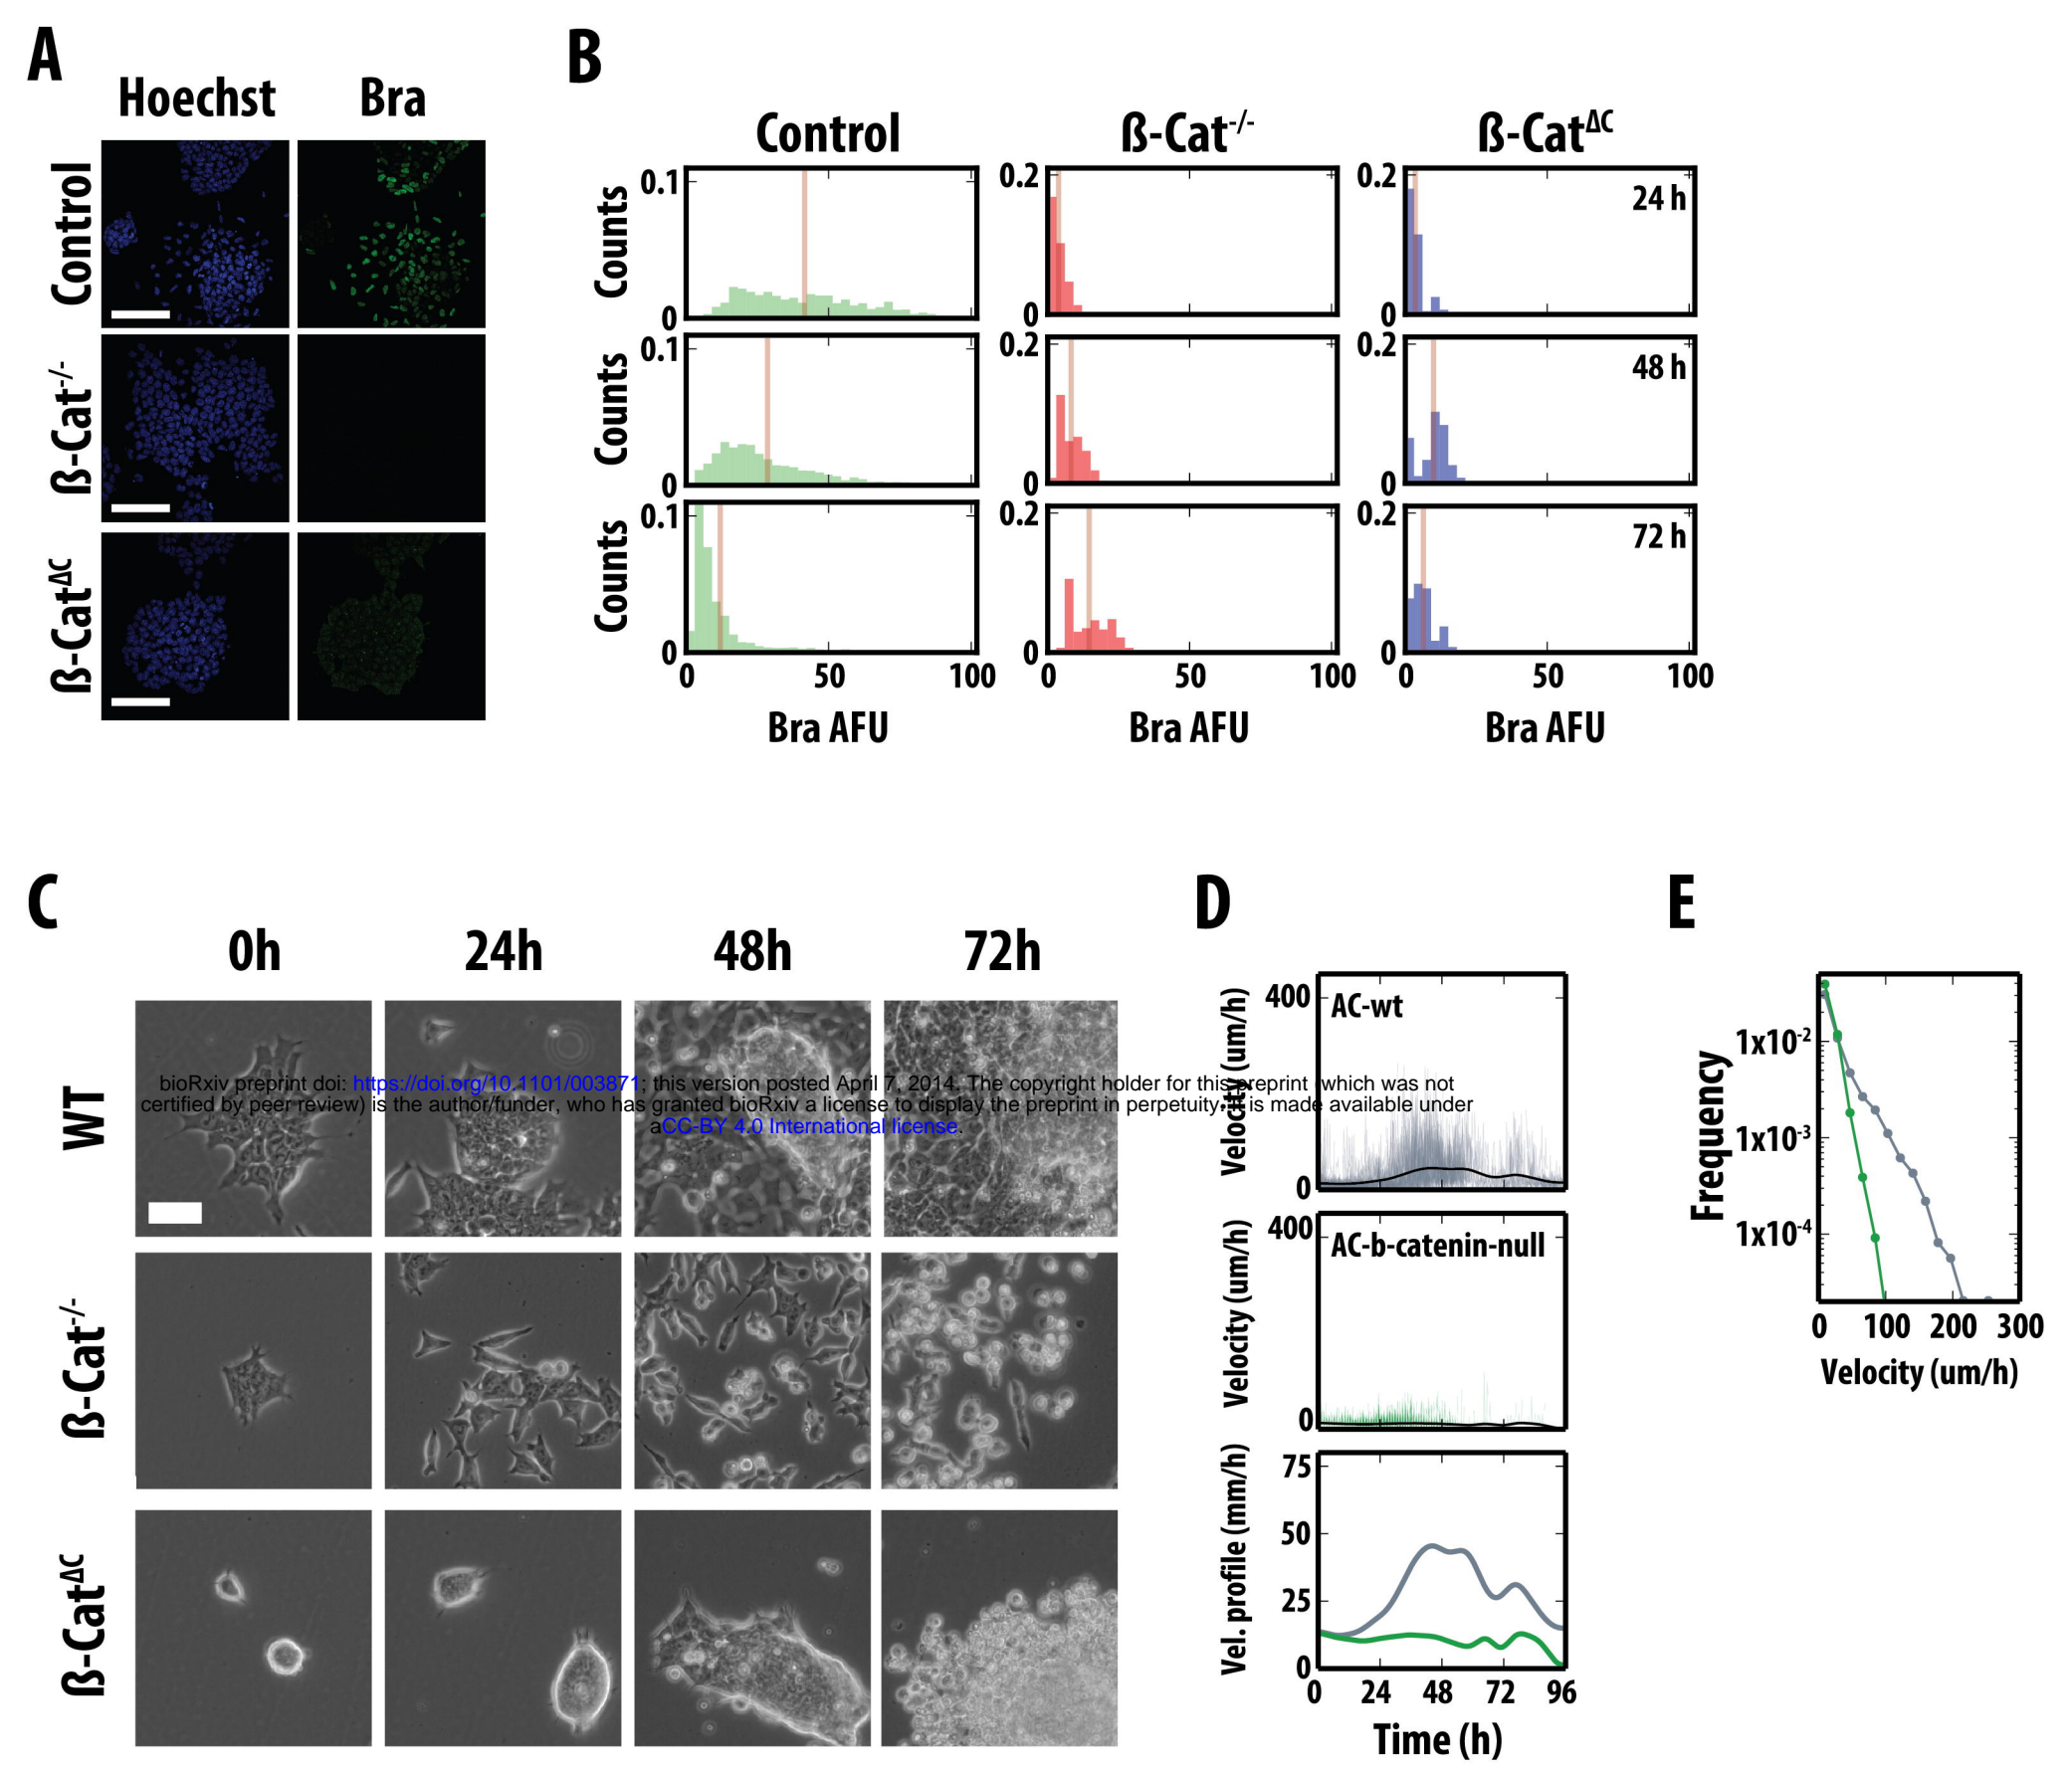 A
Hoechst
Bra
Control
ß-Cat-/-
ß-CatΔC
B
Control
ß-Cat-/-
ß-CatΔC
Counts
0.1
0
0.2
0
0.2
0
24 h
Counts
0.1
0
0.2
0
0.2
0
48 h
Counts
0.1
0
0.2
0
0.2
0
72 h
0
50
100
0
50
100
0
50
100
Bra AFU
Bra AFU
Bra AFU
C
0h
24h
48h
72h
WT
ß-Cat-/-
ß-CatΔC
bioRxiv preprint doi: https://doi.org/10.1101/003871; this version posted April 7, 2014. The copyright holder for this preprint (which was not
certified by peer review) is the author/funder, who has granted bioRxiv a license to display the preprint in perpetuity. It is made available under
aCC-BY 4.0 International license.
D
Velocity (um/h)
400
0
AC-wt
Velocity (um/h)
400
0
AC-b-catenin-null
Vel. profile (mm/h)
75
50
25
0
0
24
48
72
96
Time (h)
E
Frequency
1x10-2
1x10-3
1x10-4
0
100
200
300
Velocity (um/h)